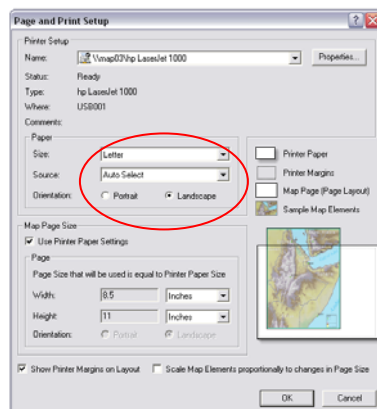 Page and Print Setup
Printer Setup
Name: \\map03\hp LaserJet 1000 Properties...
Status: Ready
Type: hp LaserJet 1000
Where: USB001
Comments:
Paper
Size: Letter
Source: Auto Select
Orientation: Portrait Landscape
Printer Paper
Printer Margins
Map Page (Page Layout)
Sample Map Elements
Map Page Size
Use Printer Paper Settings
Page
Page Size that will be used is equal to Printer Paper Size
Width: 8.5 Inches
Height: 11 Inches
Orientation: Portrait Landscape
Show Printer Margins on Layout Scale Map Elements proportionally to changes in Page Size
OK Cancel